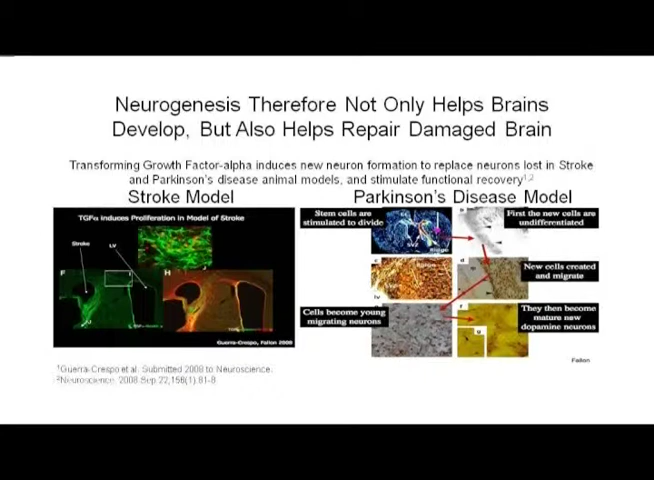 Neurogenesis Therefore Not Only Helps Brains
Develop, But Also Helps Repair Damaged Brain
Transforming Growth Factor-alpha induces new neuron formation to replace neurons lost in Stroke
and Parkinson's disease animal models, and stimulate functional recovery1,2
Stroke Model
TGFα Induces Proliferation in Model of Stroke
Stroke
LV
F
H
Guerra-Crespo, Fallon 2008
Parkinson's Disease Model
Stem cells are
stimulated to divide
First the new cells are
undifferentiated
New cells created
and migrate
Cells become young
migrating neurons
They then become
mature new
dopamine neurons
Fallon
1Guerra-Crespo et al. Submitted 2008 to Neuroscience.
2Neuroscience. 2008 Sep 22;156(1):81-8